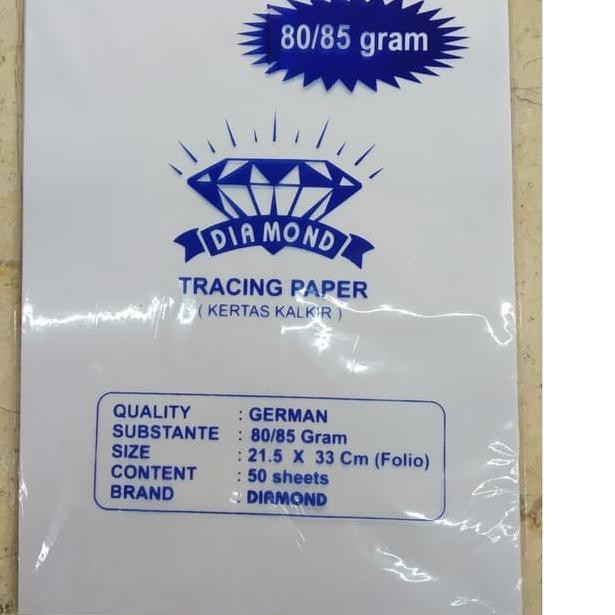 80/85 gram
DIAMOND
TRACING PAPER
( KERTAS KALKIR )
QUALITY : GERMAN
SUBSTANTE : 80/85 Gram
SIZE : 21.5 X 33 Cm (Folio)
CONTENT : 50 sheets
BRAND : DIAMOND